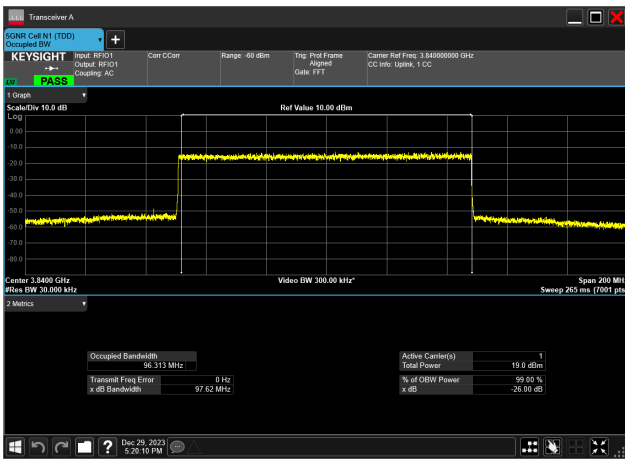 Transceiver A
5GNR Cell N1 (TDD)
Occupied BW
KEYSIGHT
PASS
Input: RFIO1
Output: RFIO1
Coupling: AC
Corr CCorr
Range: -60 dBm
Trig: Prot Frame
Aligned
Gate: FFT
Carrier Ref Freq: 3.840000000 GHz
CC Info: Uplink, 1 CC
1 Graph
Scale/Div 10.0 dB
Ref Value 10.00 dBm
Log
0.00
-10.0
-20.0
-30.0
-40.0
-50.0
-60.0
-70.0
-80.0
Center 3.8400 GHz
Video BW 300.00 kHz*
Span 200 MHz
#Res BW 30.000 kHz
Sweep 265 ms (7001 pts
2 Metrics
Occupied Bandwidth
96.313 MHz
Transmit Freq Error 0 Hz
x dB Bandwidth 97.62 MHz
Active Carrier(s) 1
Total Power 19.0 dBm
% of OBW Power 99.00 %
x dB -26.00 dB
?
Dec 29, 2023
5:20:10 PM